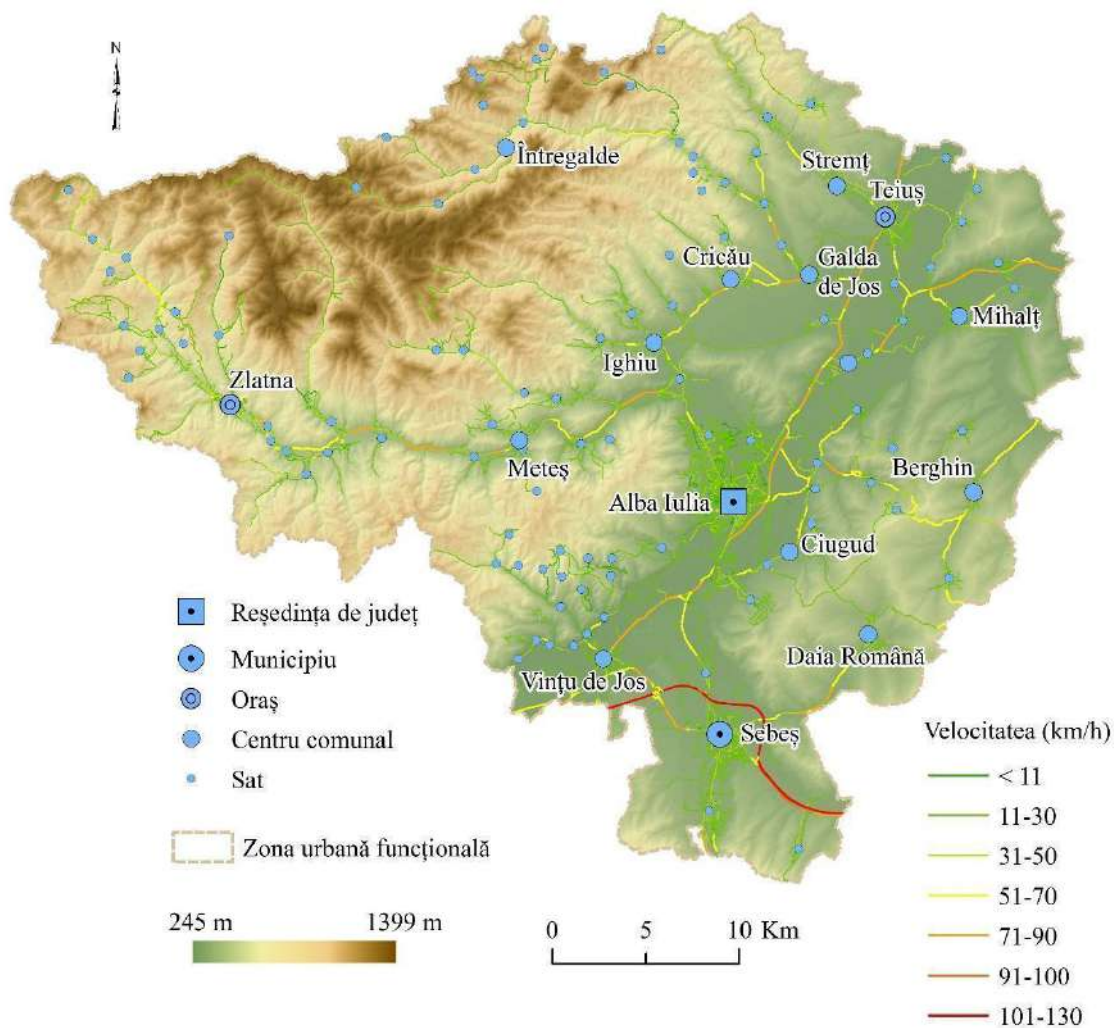 N
Întregalde
Stremț
Teiuș
Cricău
Galda
de Jos
Mihalț
Ighiu
Zlatna
Meteș
Berghin
Alba Iulia
Ciugud
Daia Română
Vințu de Jos
Sebeș
Reședința de județ
Municipiu
Oraș
Centru comunal
Sat
Zona urbană funcțională
245 m 1399 m
0 5 10 Km
Velocitatea (km/h)
< 11
11-30
31-50
51-70
71-90
91-100
101-130